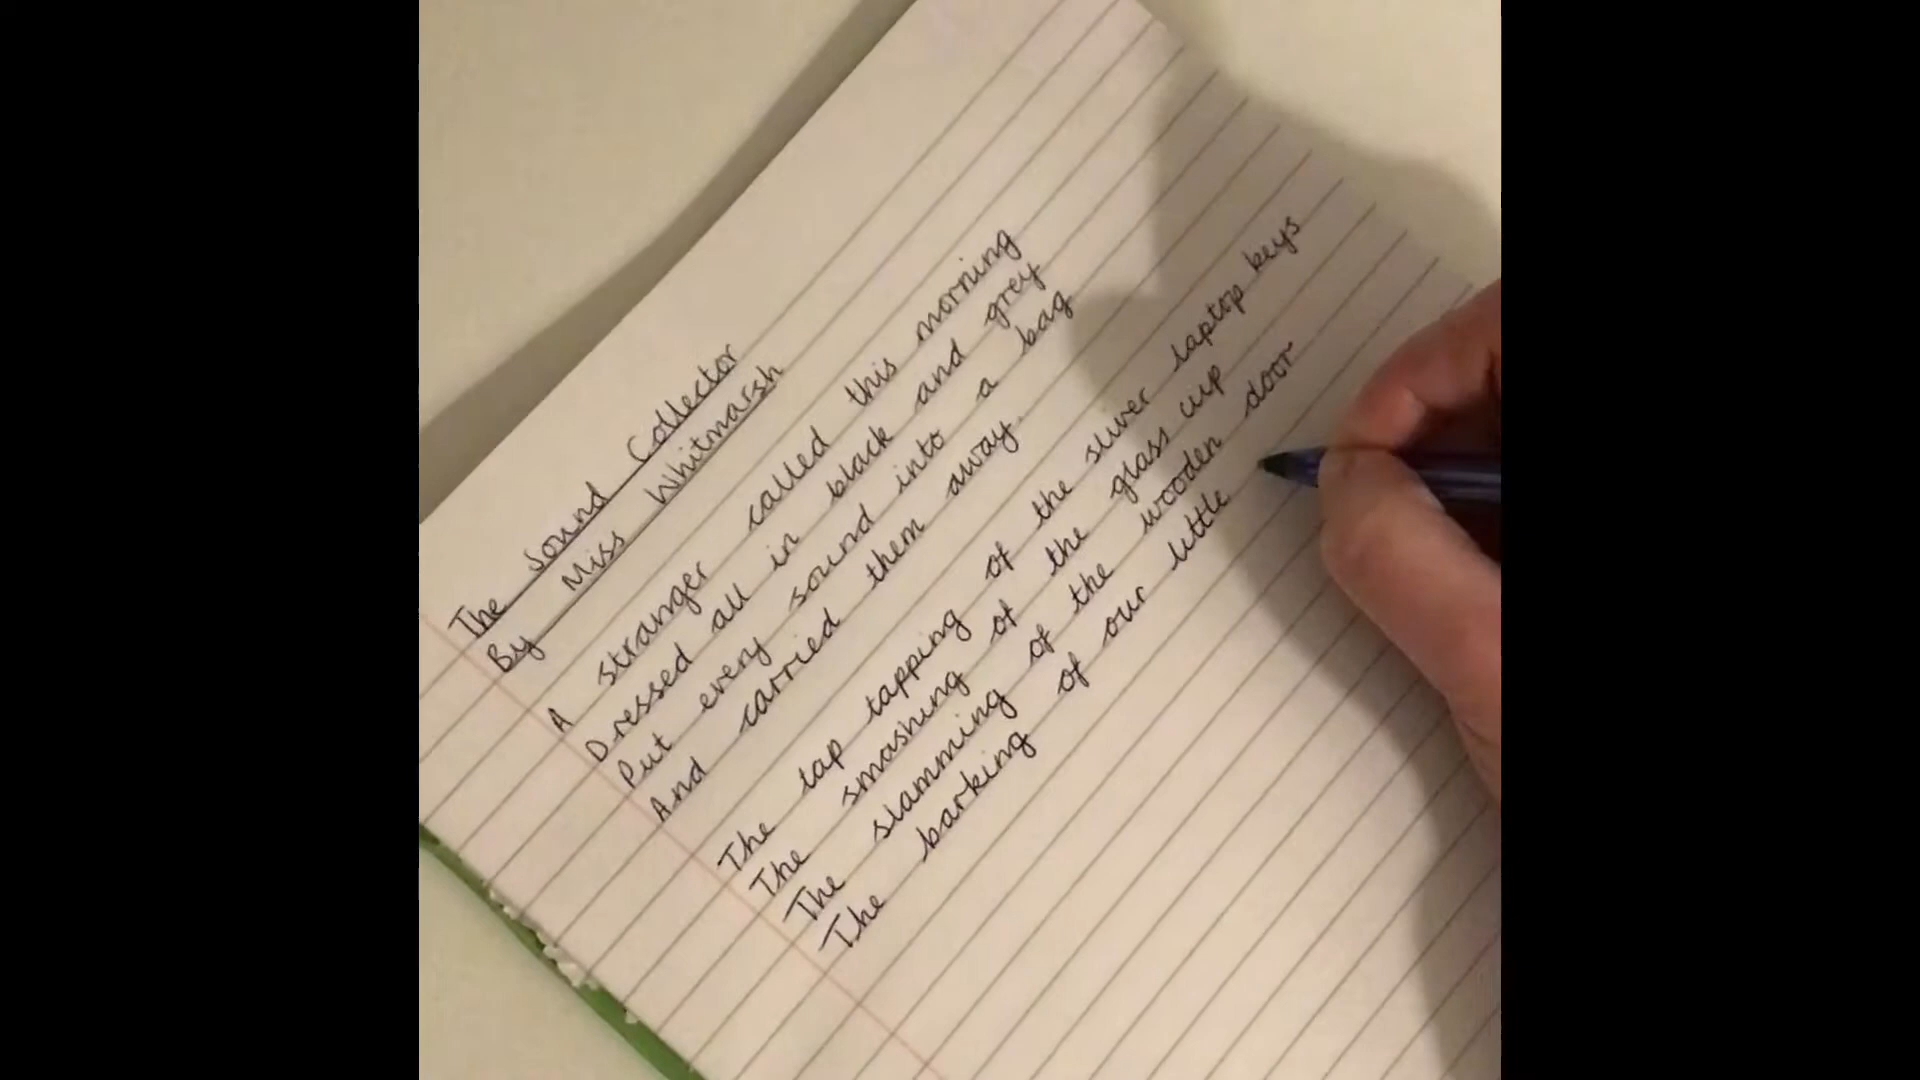 The Sound Collector
By Miss Whitmarsh
A stranger called this morning
Dressed all in black and grey
Put every sound into a bag
And carried them away.
The tap tapping of the silver laptop keys
The smashing of the glass cup
The slamming of the wooden door
The barking of our little